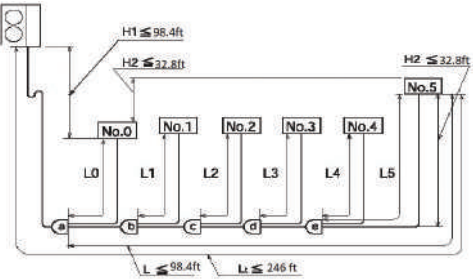 H1 ≦98.4ft
H2 ≦32.8ft
H2 ≦32.8ft
No.5
No.0
No.1
No.2
No.3
No.4
L0
L1
L2
L3
L4
L5
a
b
c
d
e
L ≦98.4ft
Lt ≦ 246 ft